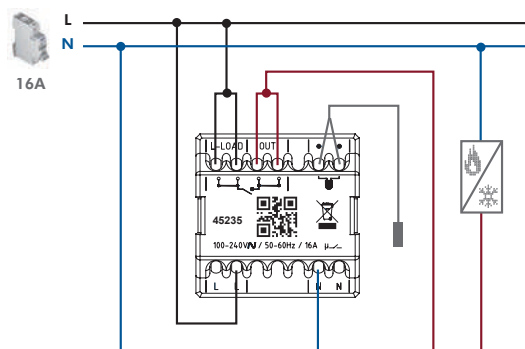 L
N
16A
L-LOAD OUT
45235
100-240V∿ / 50-60Hz / 16A µ
L L N N